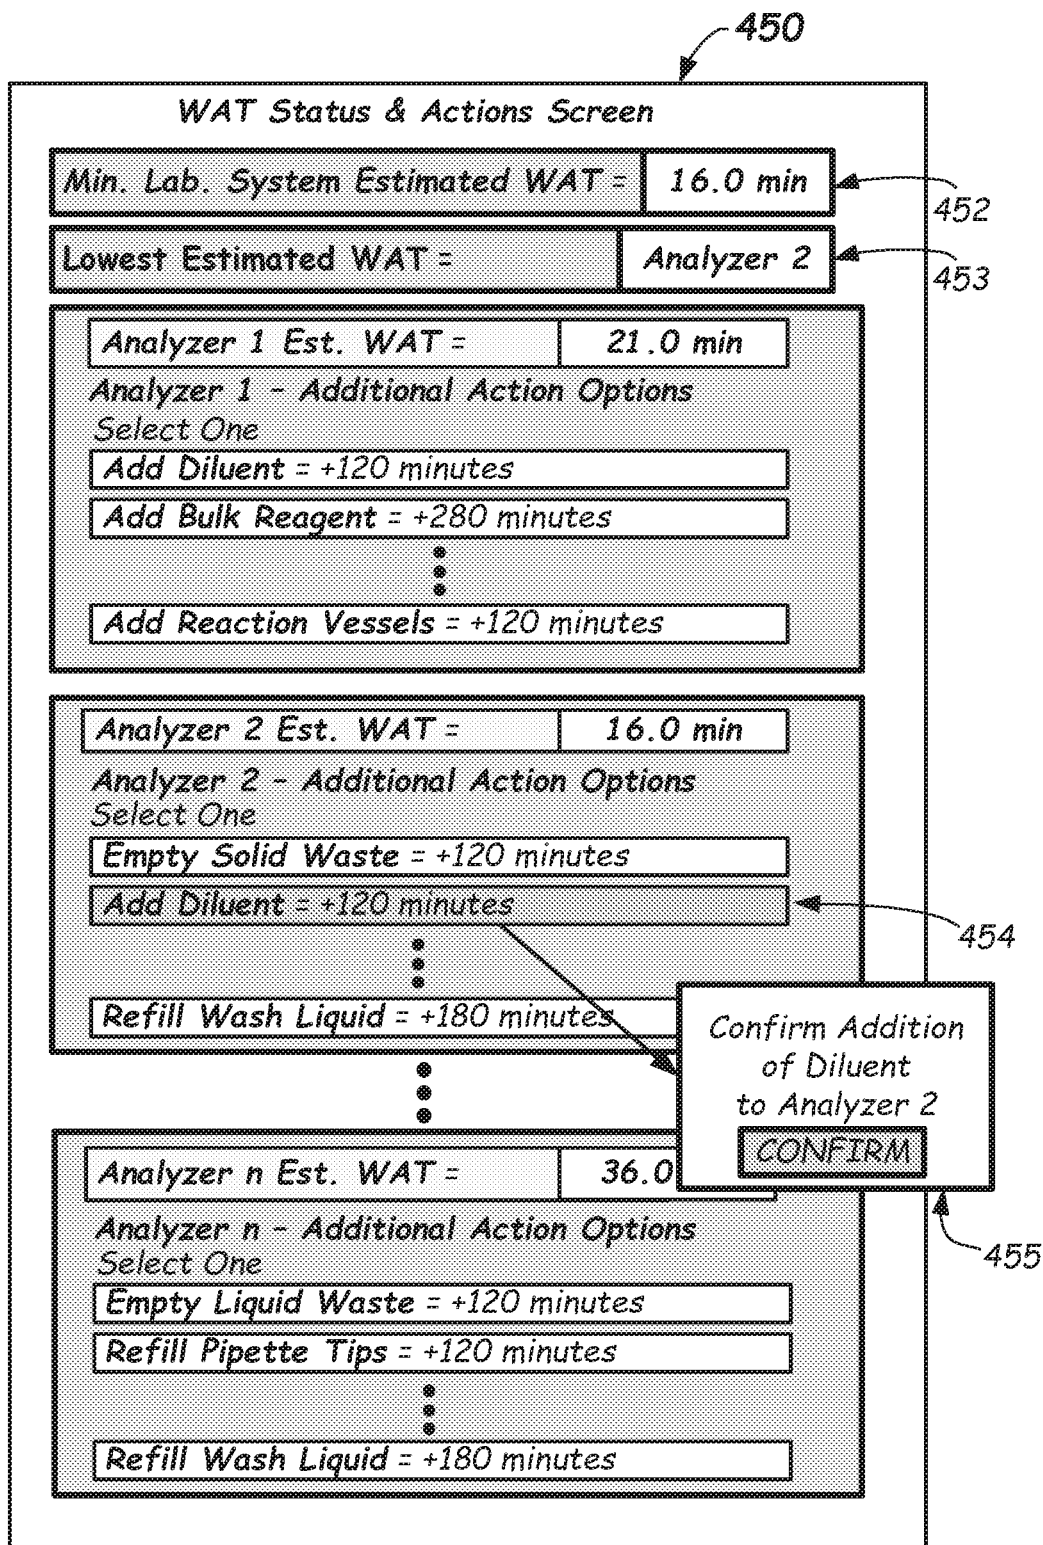 450
WAT Status & Actions Screen
Min. Lab. System Estimated WAT = 16.0 min
452
Lowest Estimated WAT = Analyzer 2
453
Analyzer 1 Est. WAT = 21.0 min
Analyzer 1 - Additional Action Options
Select One
Add Diluent = +120 minutes
Add Bulk Reagent = +280 minutes
Add Reaction Vessels = +120 minutes
Analyzer 2 Est. WAT = 16.0 min
Analyzer 2 - Additional Action Options
Select One
Empty Solid Waste = +120 minutes
Add Diluent = +120 minutes
454
Refill Wash Liquid = +180 minutes
Confirm Addition
of Diluent
to Analyzer 2
CONFIRM
455
Analyzer n Est. WAT = 36.0
Analyzer n - Additional Action Options
Select One
Empty Liquid Waste = +120 minutes
Refill Pipette Tips = +120 minutes
Refill Wash Liquid = +180 minutes